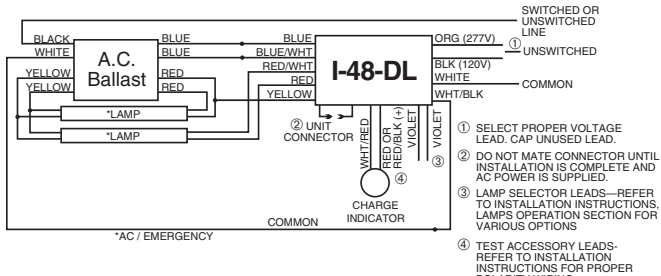 SWITCHED OR
UNSWITCHED
LINE
BLACK
WHITE
YELLOW
YELLOW
A.C.
Ballast
BLUE
BLUE
RED
RED
BLUE
BLUE/WHT
RED/WHT
RED
YELLOW
I-48-DL
ORG (277V)
①
UNSWITCHED
BLK (120V)
WHITE
COMMON
WHT/BLK
*LAMP
*LAMP
② UNIT
CONNECTOR
WHT/RED
RED OR
RED/BLK (+)
VIOLET
VIOLET
③
④
CHARGE
INDICATOR
COMMON
*AC / EMERGENCY
① SELECT PROPER VOLTAGE
LEAD. CAP UNUSED LEAD.
② DO NOT MATE CONNECTOR UNTIL
INSTALLATION IS COMPLETE AND
AC POWER IS SUPPLIED.
③ LAMP SELECTOR LEADS—REFER
TO INSTALLATION INSTRUCTIONS,
LAMPS OPERATION SECTION FOR
VARIOUS OPTIONS
④ TEST ACCESSORY LEADS-
REFER TO INSTALLATION
INSTRUCTIONS FOR PROPER